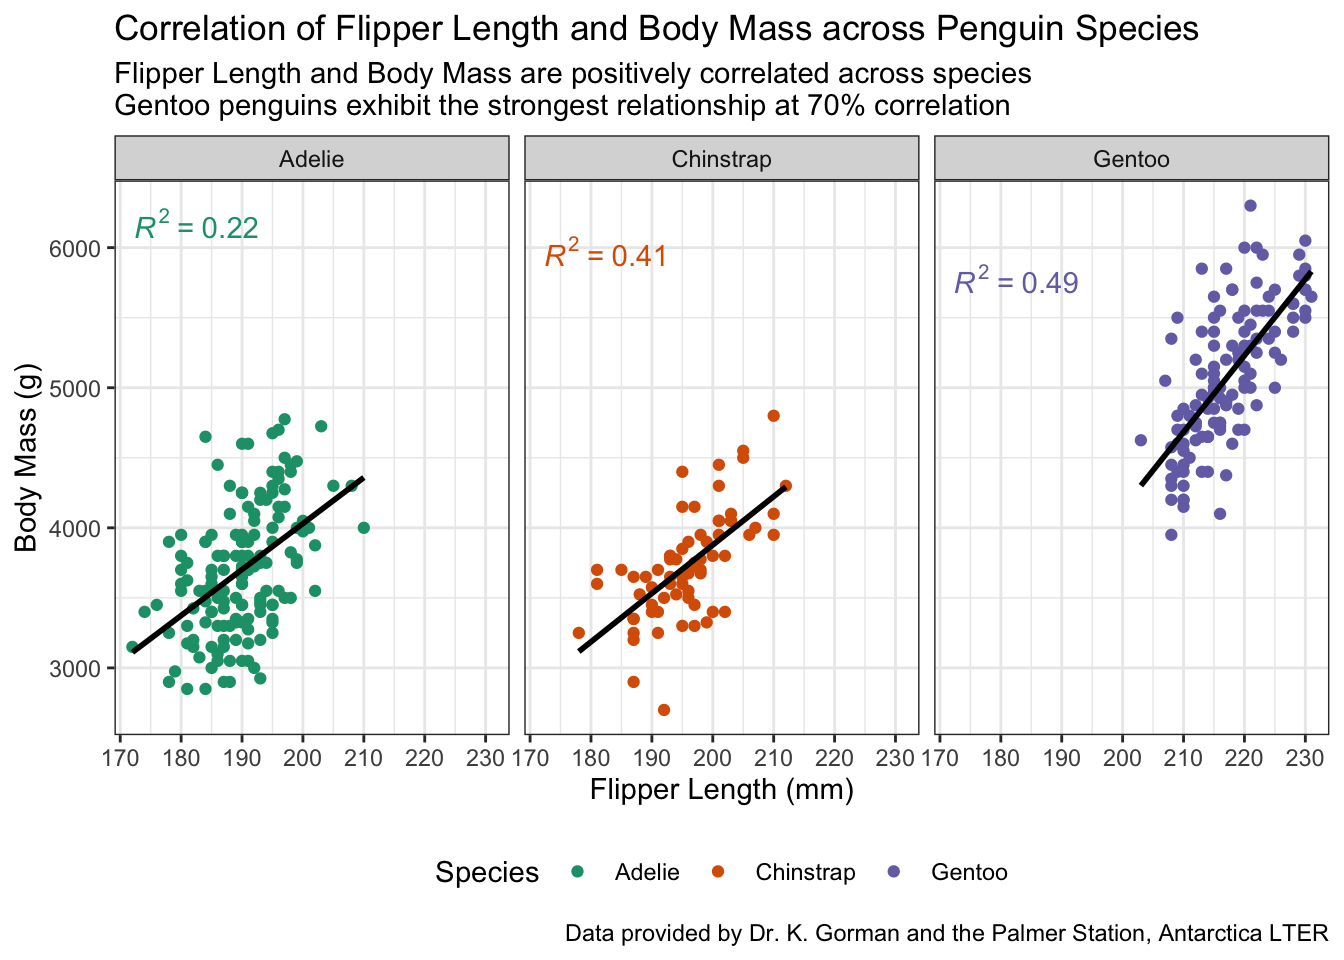 Correlation of Flipper Length and Body Mass across Penguin Species
Flipper Length and Body Mass are positively correlated across species
Gentoo penguins exhibit the strongest relationship at 70% correlation
Adelie
Chinstrap
Gentoo
R² = 0.22
R² = 0.41
R² = 0.49
Body Mass (g)
6000
5000
4000
3000
170 180 190 200 210 220 230
170 180 190 200 210 220 230
170 180 190 200 210 220 230
Flipper Length (mm)
Species Adelie Chinstrap Gentoo
Data provided by Dr. K. Gorman and the Palmer Station, Antarctica LTER